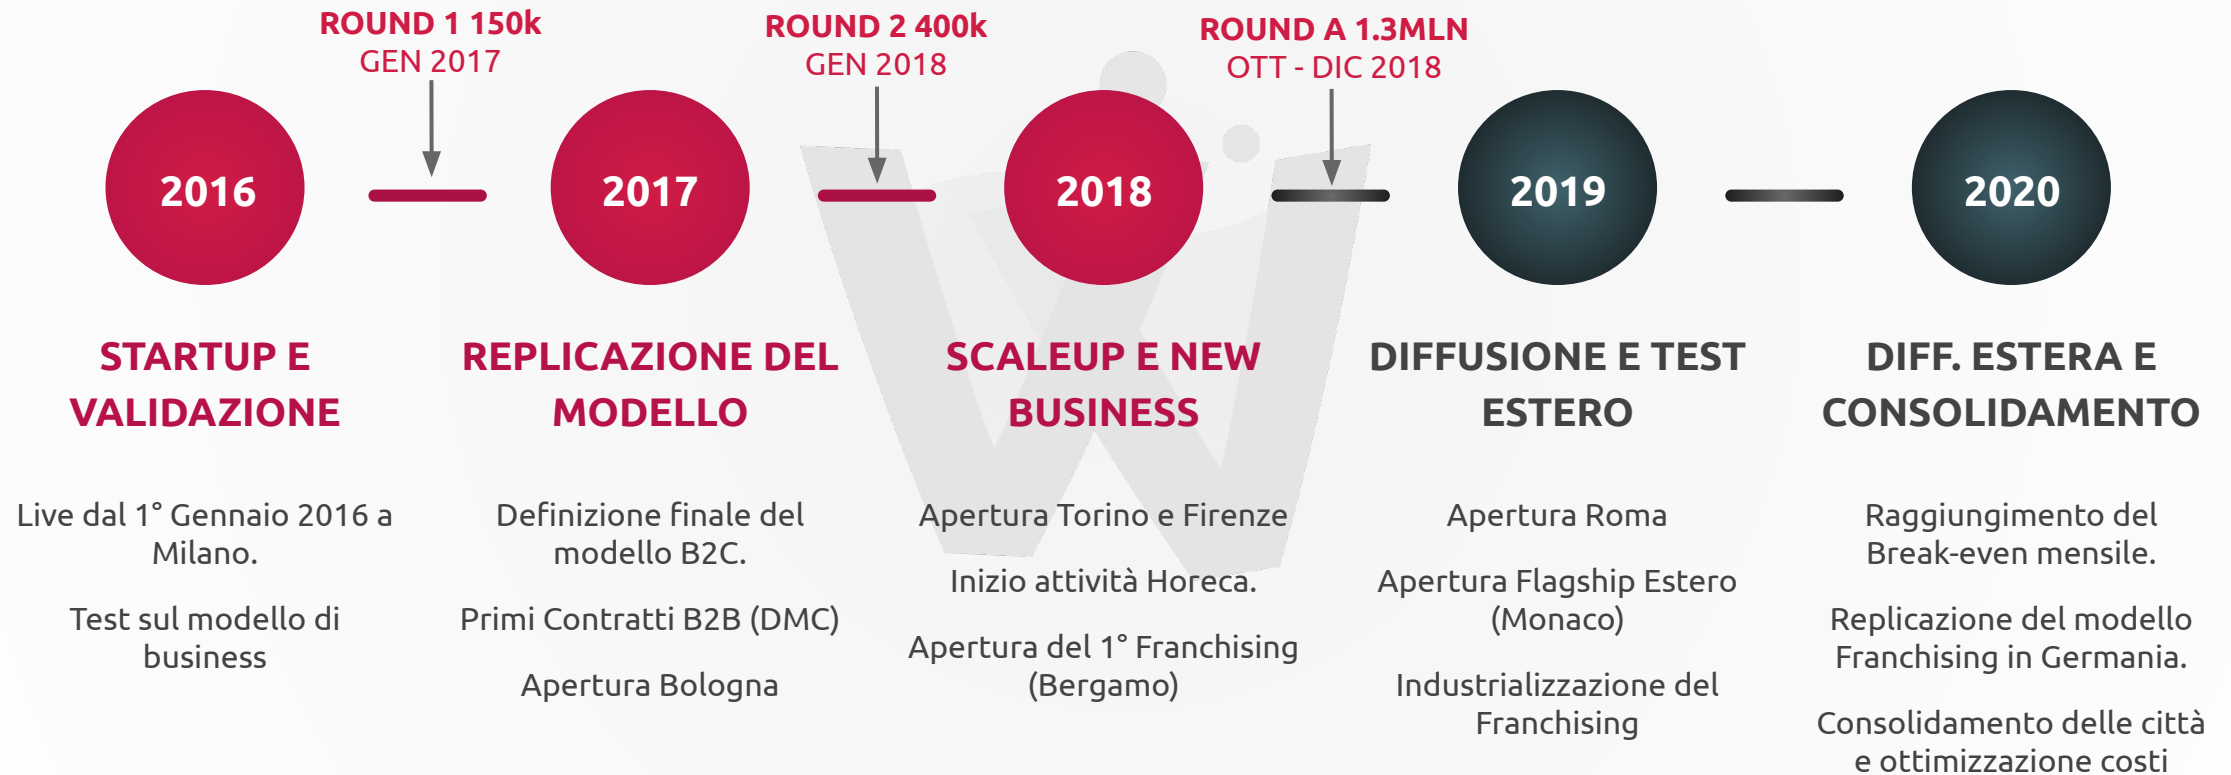 ROUND 1 150k
GEN 2017
ROUND 2 400k
GEN 2018
ROUND A 1.3MLN
OTT - DIC 2018
2016
2017
2018
2019
2020
STARTUP E
VALIDAZIONE
REPLICAZIONE DEL
MODELLO
SCALEUP E NEW
BUSINESS
DIFFUSIONE E TEST
ESTERO
DIFF. ESTERA E
CONSOLIDAMENTO
Live dal 1° Gennaio 2016 a
Milano.
Test sul modello di
business
Definizione finale del
modello B2C.
Primi Contratti B2B (DMC)
Apertura Bologna
Apertura Torino e Firenze
Inizio attività Horeca.
Apertura del 1° Franchising
(Bergamo)
Apertura Roma
Apertura Flagship Estero
(Monaco)
Industrializzazione del
Franchising
Raggiungimento del
Break-even mensile.
Replicazione del modello
Franchising in Germania.
Consolidamento delle città
e ottimizzazione costi